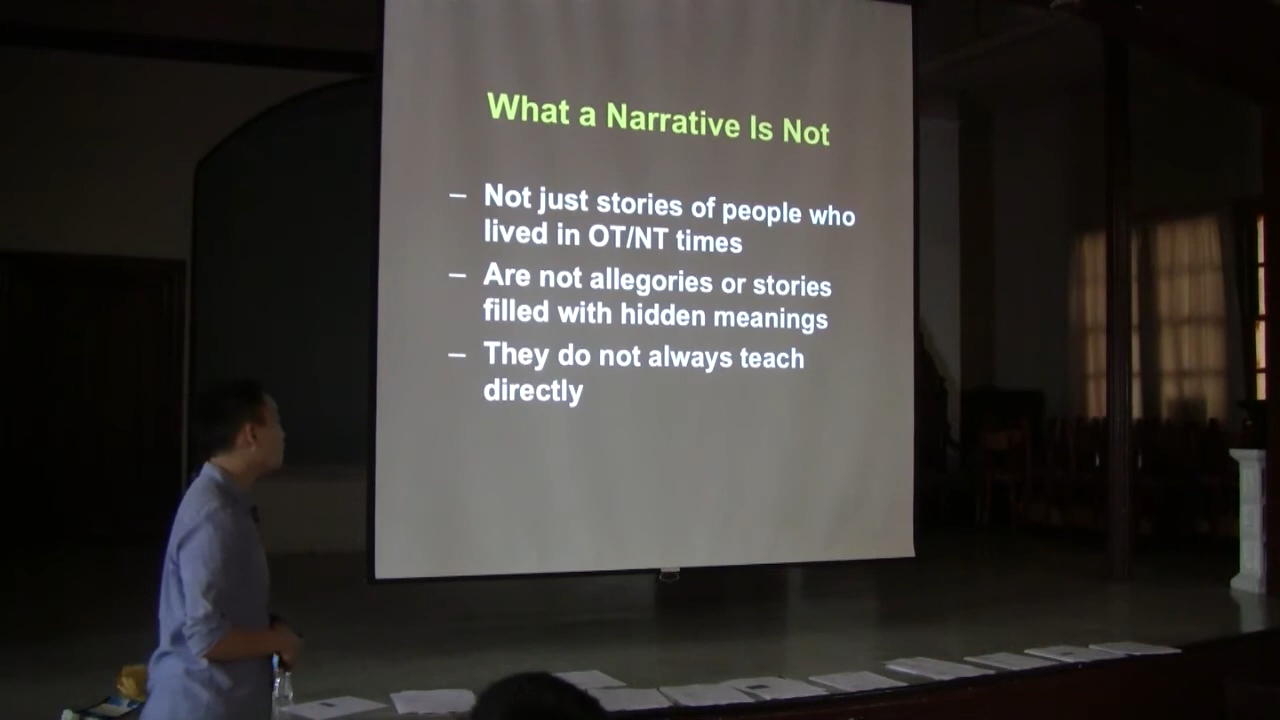 What a Narrative Is Not
– Not just stories of people who
lived in OT/NT times
– Are not allegories or stories
filled with hidden meanings
– They do not always teach
directly